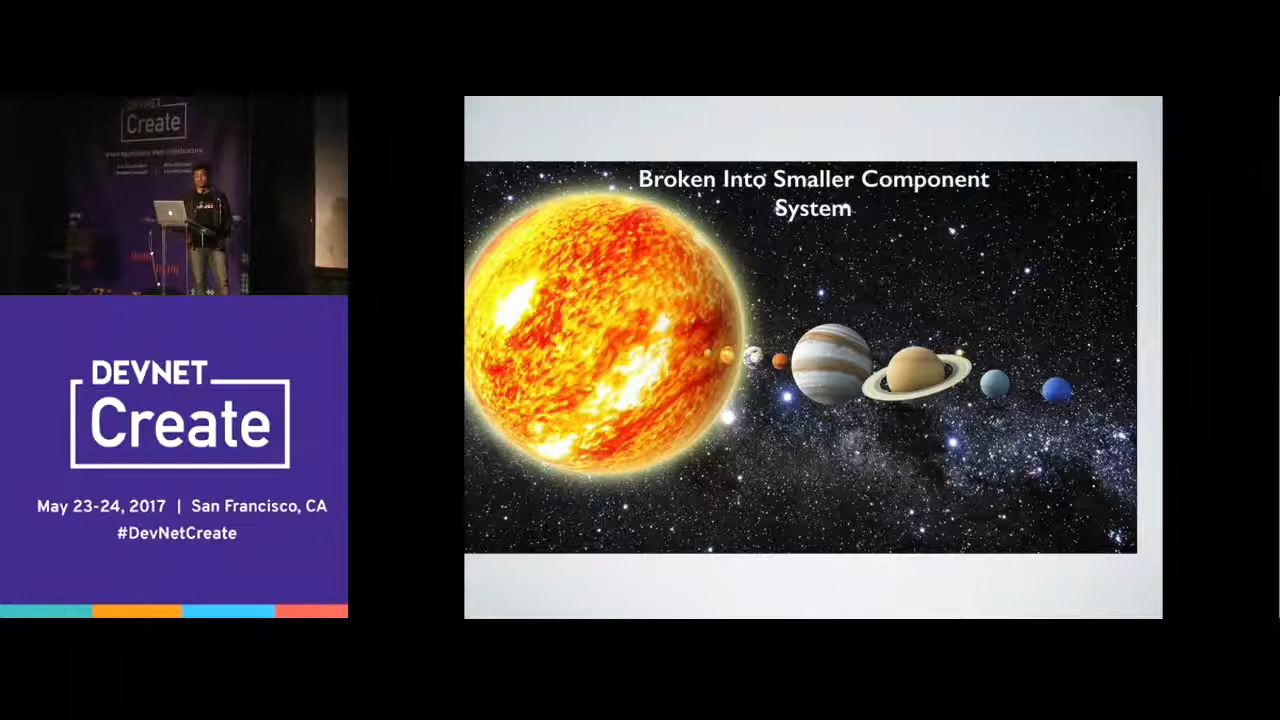 DEVNET
Create
DEVNET
Create
May 23-24, 2017 | San Francisco, CA
#DevNetCreate
Broken Into Smaller Component
System